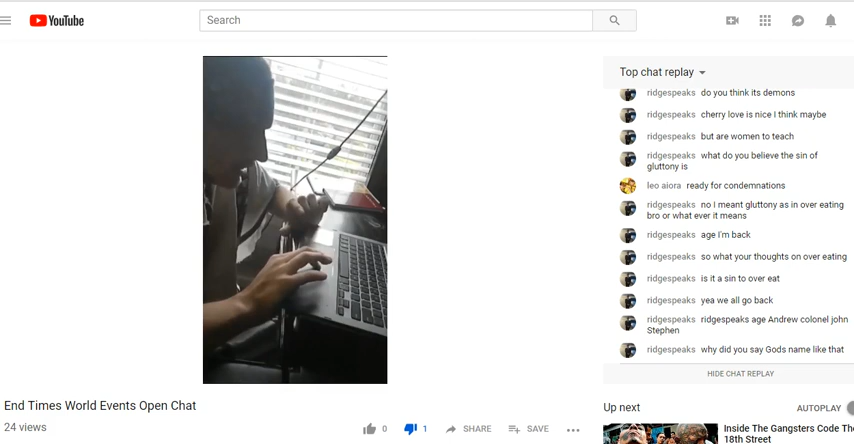 YouTube
Search
Top chat replay
ridgespeaks do you think its demons
ridgespeaks cherry love is nice I think maybe
ridgespeaks but are women to teach
ridgespeaks what do you believe the sin of
gluttony is
leo aiora ready for condemnations
ridgespeaks no I meant gluttony as in over eating
bro or what ever it means
ridgespeaks age I'm back
ridgespeaks so what your thoughts on over eating
ridgespeaks is it a sin to over eat
ridgespeaks yea we all go back
ridgespeaks ridgespeaks age Andrew colonel john
Stephen
ridgespeaks why did you say Gods name like that
HIDE CHAT REPLAY
End Times World Events Open Chat
24 views
0
1
SHARE
SAVE
Up next
AUTOPLAY
Inside The Gangsters Code The
18th Street